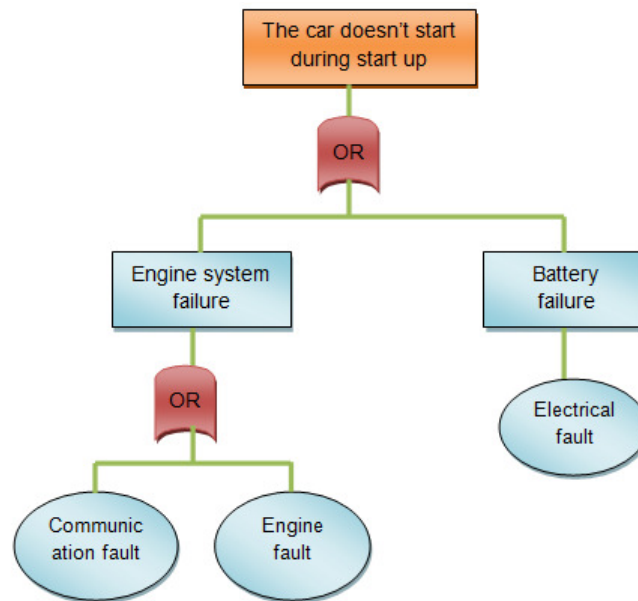 The car doesn't start
during start up
OR
Engine system
failure
Battery
failure
OR
Electrical
fault
Communic
ation fault
Engine
fault